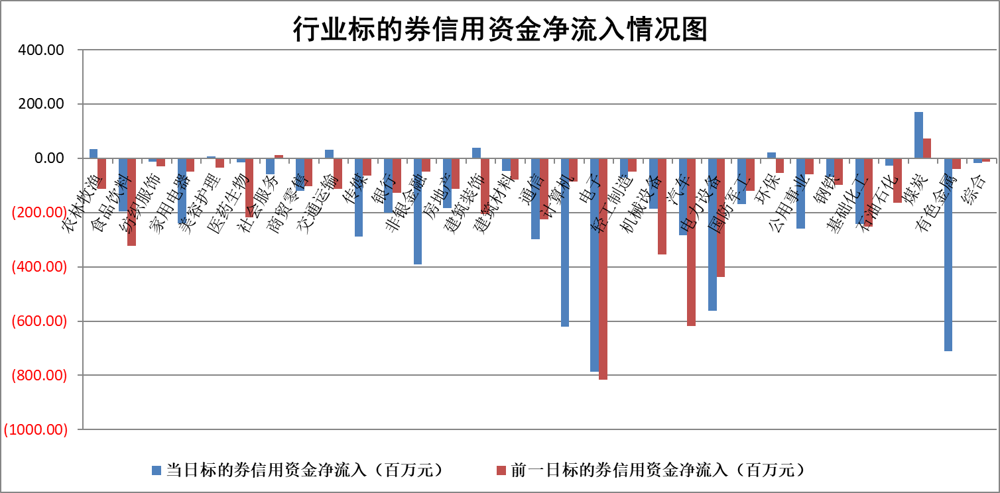 行业标的券信用资金净流入情况图
400.00
200.00
0.00
(200.00)
(400.00)
(600.00)
(800.00)
(1000.00)
农林牧渔
食品饮料
纺织服饰
家用电器
美容护理
医药生物
社会服务
商贸零售
交通运输
传媒
银行
非银金融
房地产
建筑装饰
建筑材料
通信
计算机
电子
轻工制造
机械设备
汽车
电力设备
国防军工
环保
公用事业
钢铁
基础化工
石油石化
煤炭
有色金属
综合
当日标的券信用资金净流入（百万元）
前一日标的券信用资金净流入（百万元）